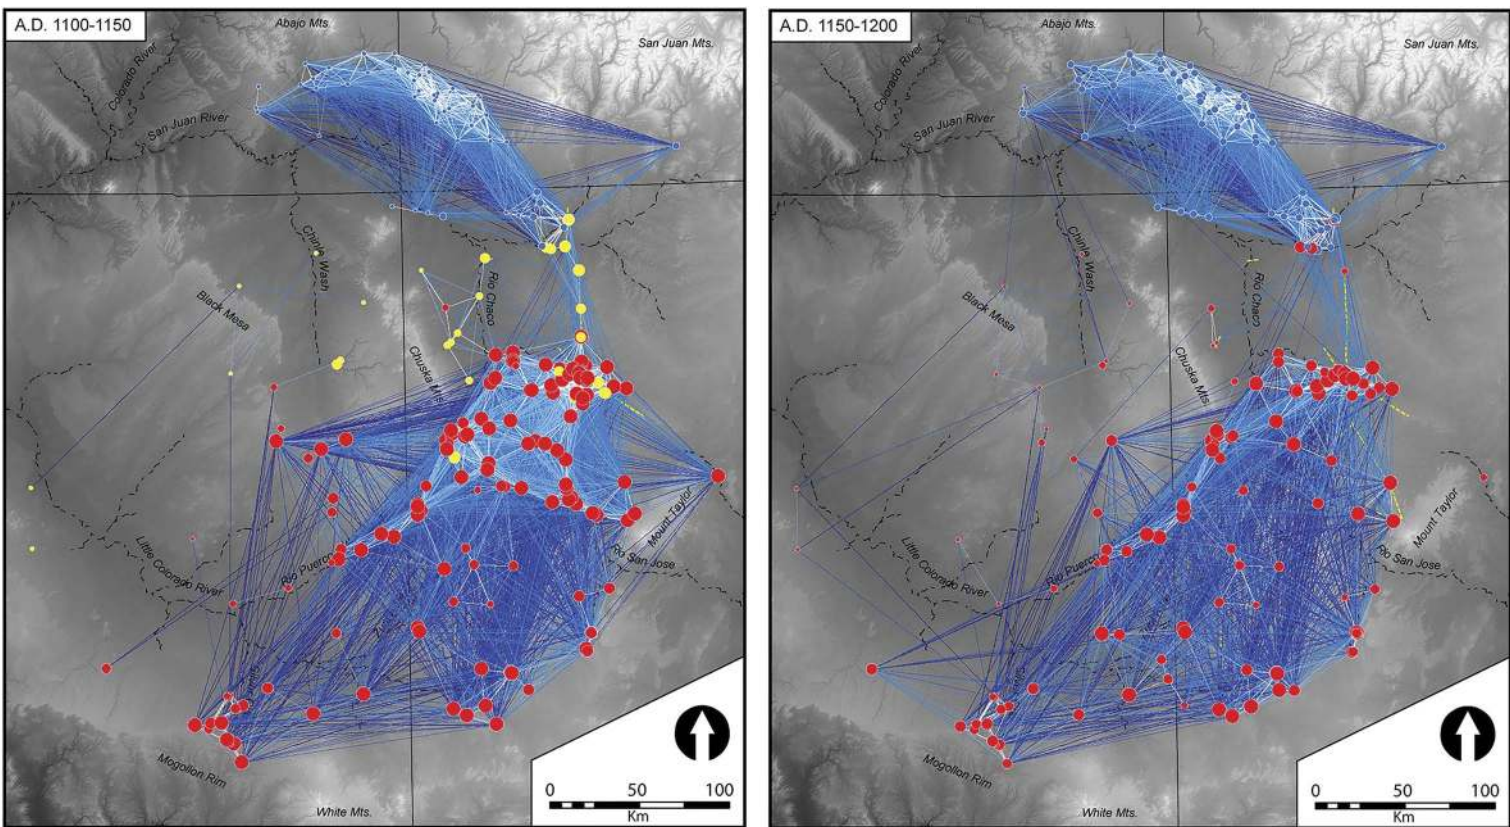 A.D. 1100-1150
Abajo Mts.
San Juan Mts.
Colorado River
San Juan River
Chinle Wash
Rio Chaco
Black Mesa
Chuska Mts.
Mount Taylor
Rio San Jose
Rio Puerco
Little Colorado River
Mogollon Rim
White Mts.
0 50 100
Km
A.D. 1150-1200
Abajo Mts.
San Juan Mts.
Colorado River
San Juan River
Chinle Wash
Rio Chaco
Black Mesa
Chuska Mts.
Mount Taylor
Rio San Jose
Rio Puerco
Little Colorado River
Mogollon Rim
White Mts.
0 50 100
Km